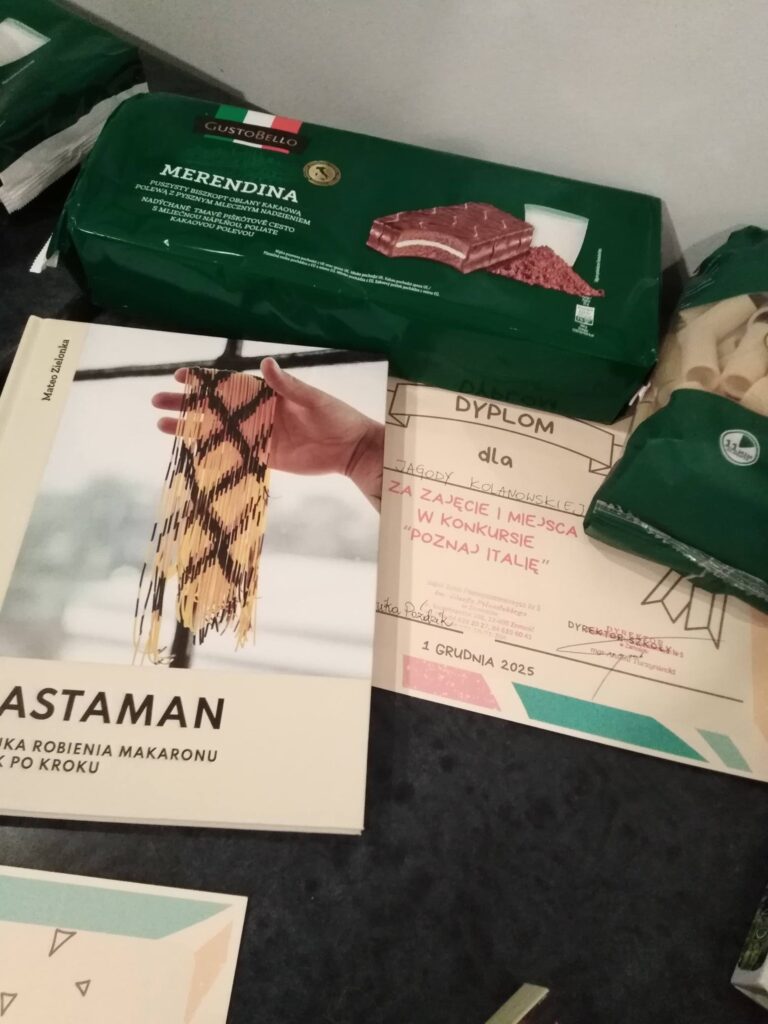 GUSTOBELLO
MERENDINA
PUSZYSTY BISZKOPT OBLANY KAKAOWĄ
POLEWĄ Z PYSZNYM MLECZNYM NADZIENIEM
NADÝCHANÉ TMAVÉ PIŠKÓTOVÉ CESTO
S MLIEČNOU NÁPLŇOU, POLIATE
KAKAOVOU POLEVOU
Mateo Zielonka
ASTAMAN
UKA ROBIENIA MAKARONU
K PO KROKU
DYPLOM
dla
JAGODY KOLANOWSKIEJ
ZA ZAJĘCIE I MIEJSCA
W KONKURSIE
"POZNAJ ITALIĘ"
DYREKTOR SZKOŁY
1 GRUDNIA 2025